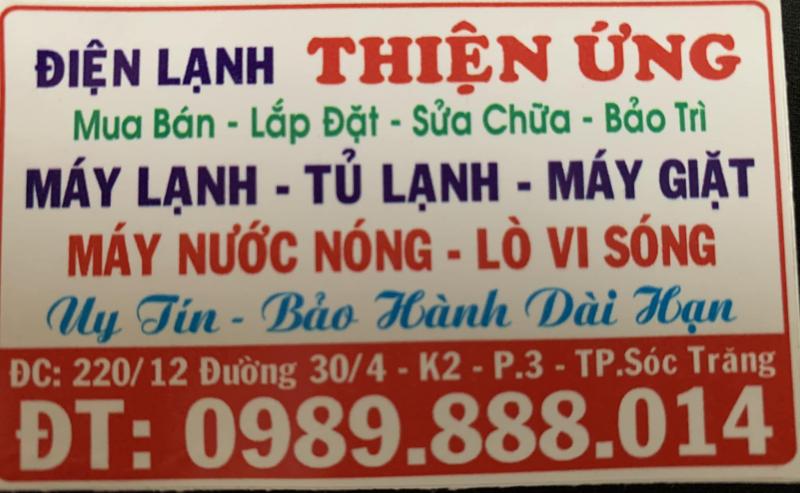 ĐIỆN LẠNH THIỆN ỨNG
Mua Bán - Lắp Đặt - Sửa Chữa - Bảo Trì
MÁY LẠNH - TỦ LẠNH - MÁY GIẶT
MÁY NƯỚC NÓNG - LÒ VI SÓNG
Uy Tín - Bảo Hành Dài Hạn
ĐC: 220/12 Đường 30/4 - K2 - P.3 - TP.Sóc Trăng
ĐT: 0989.888.014